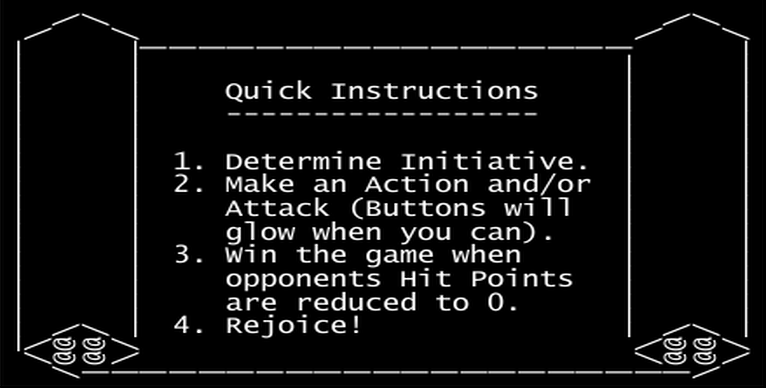 Quick Instructions
------------------
1. Determine Initiative.
2. Make an Action and/or
Attack (Buttons will
glow when you can).
3. Win the game when
opponents Hit Points
are reduced to 0.
4. Rejoice!
@@ @@
@@ @@